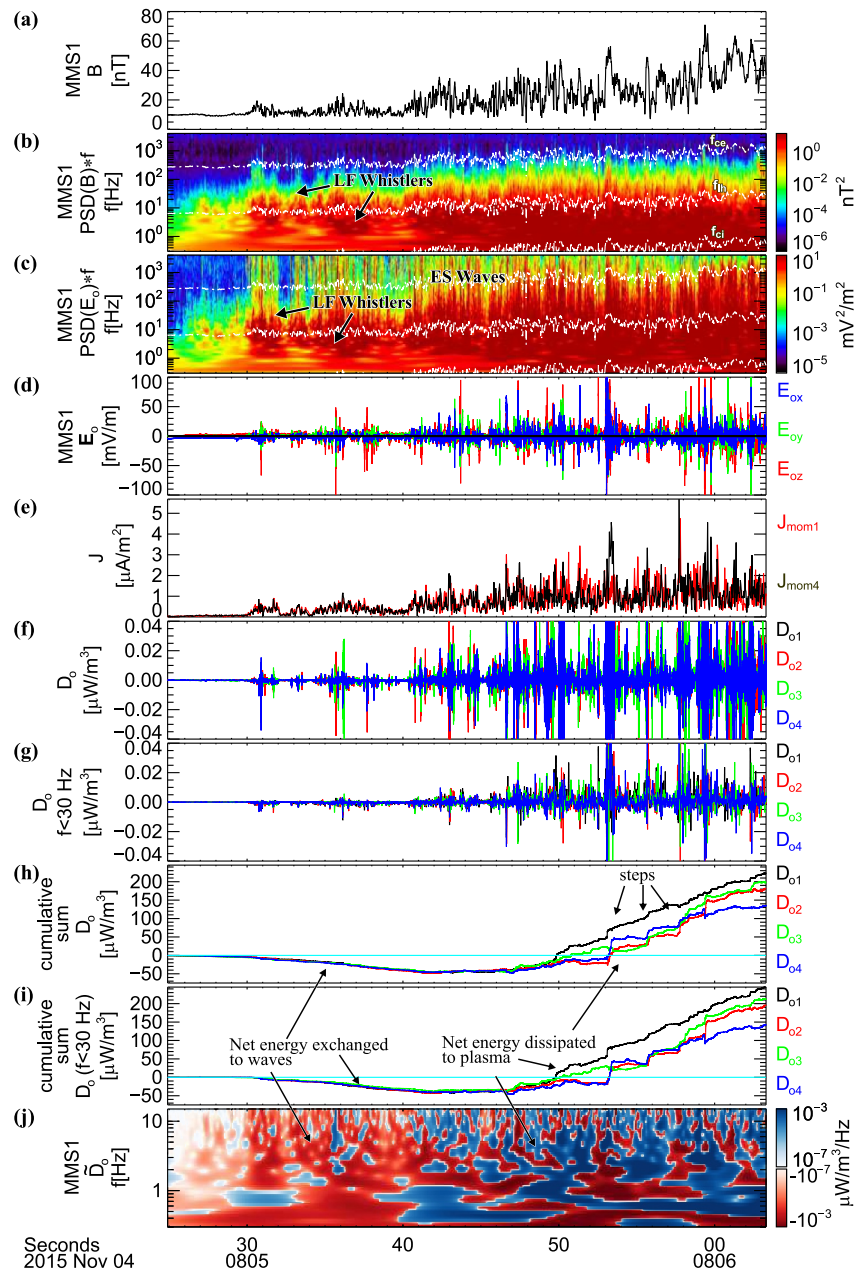 (a)
MMS1
B
[nT]
80
60
40
20
0
(b)
MMS1
PSD(B)*f
f[Hz]
10³
10²
10¹
10⁰
LF Whistlers
f_ce
f_lh
f_ci
10⁰
10⁻²
10⁻⁴
10⁻⁶
nT²
(c)
MMS1
PSD(E_o)*f
f[Hz]
10³
10²
10¹
10⁰
ES Waves
LF Whistlers
10¹
10⁻¹
10⁻³
10⁻⁵
mV²/m²
(d)
MMS1
E_o
[mV/m]
100
50
0
−50
−100
E_ox
E_oy
E_oz
(e)
J
[μA/m²]
5
4
3
2
1
0
J_mom1
J_mom4
(f)
D_o
[μW/m³]
0.04
0.02
0.00
−0.02
−0.04
D_o1
D_o2
D_o3
D_o4
(g)
D_o
f<30 Hz
[μW/m³]
0.04
0.02
0.00
−0.02
−0.04
D_o1
D_o2
D_o3
D_o4
(h)
cumulative
sum
D_o
[μW/m³]
200
150
100
50
0
−50
steps
D_o1
D_o2
D_o3
D_o4
(i)
cumulative
sum
D_o (f<30 Hz)
[μW/m³]
200
150
100
50
0
−50
Net energy exchanged
to waves
Net energy dissipated
to plasma
D_o1
D_o2
D_o3
D_o4
(j)
MMS1
D̃_o
f[Hz]
10
1
10⁻³
10⁻⁷
-10⁻⁷
-10⁻³
μW/m³/Hz
Seconds
2015 Nov 04
0805
40
50
00
0806